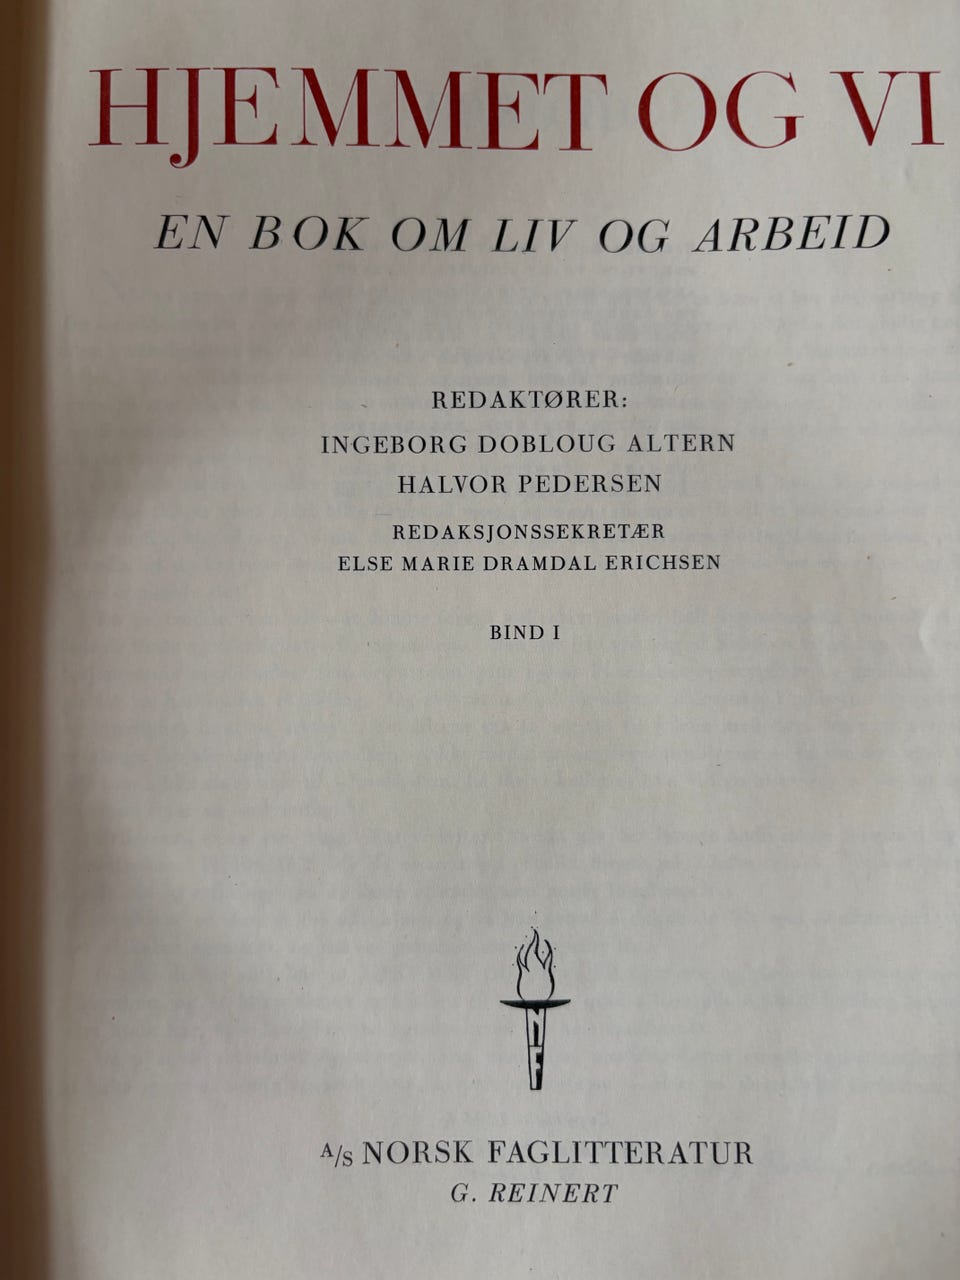 HJEMMET OG VI
EN BOK OM LIV OG ARBEID
REDAKTØRER:
INGEBORG DOBLOUG ALTERN
HALVOR PEDERSEN
REDAKSJONSSEKRETÆR
ELSE MARIE DRAMDAL ERICHSEN
BIND I
NF
A/S NORSK FAGLITTERATUR
G. REINERT